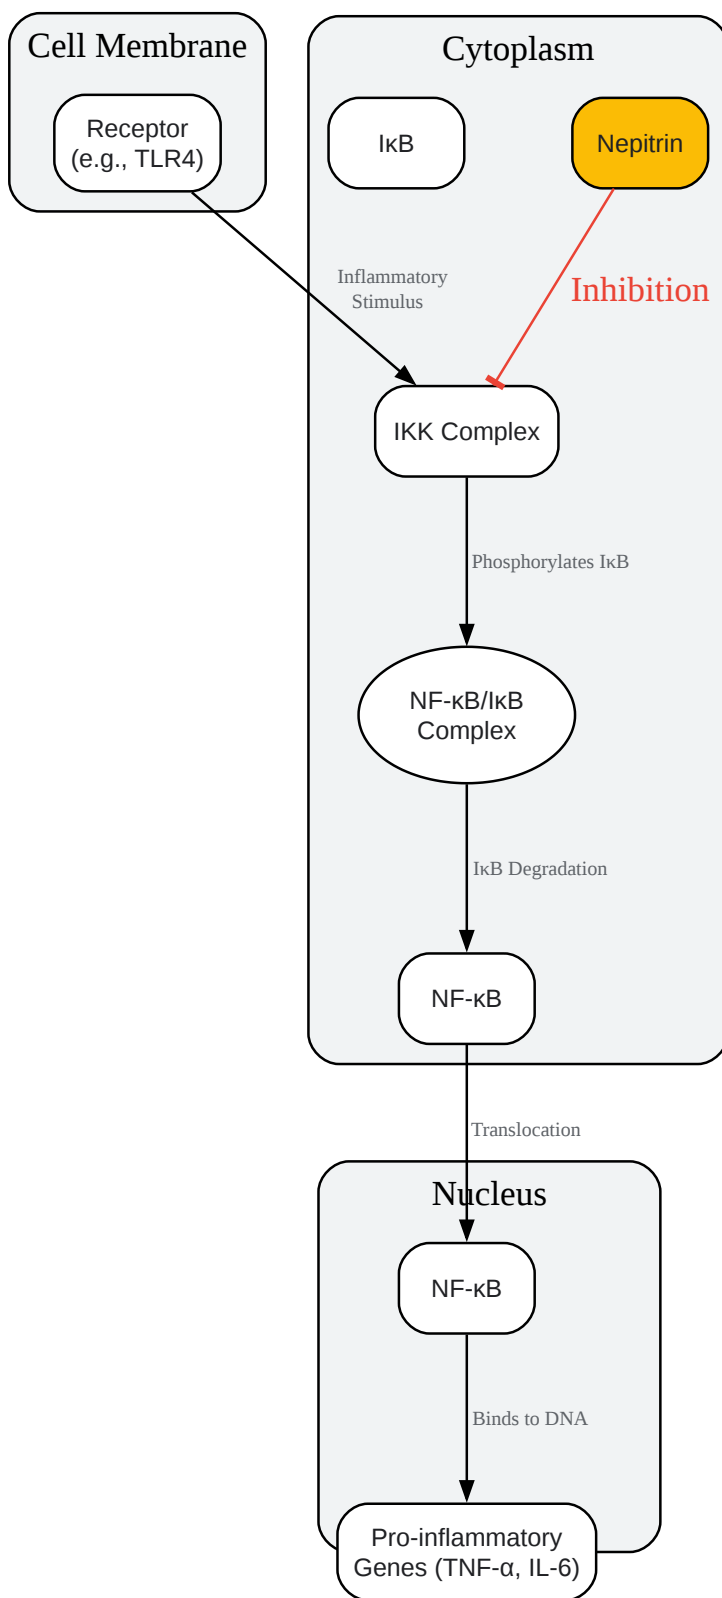 Cell Membrane
Receptor
(e.g., TLR4)
Cytoplasm
IκB
Nepitrin
Inflammatory
Stimulus
Inhibition
IKK Complex
Phosphorylates IκB
NF-κB/IκB
Complex
IκB Degradation
NF-κB
Translocation
Nucleus
NF-κB
Binds to DNA
Pro-inflammatory
Genes (TNF-α, IL-6)